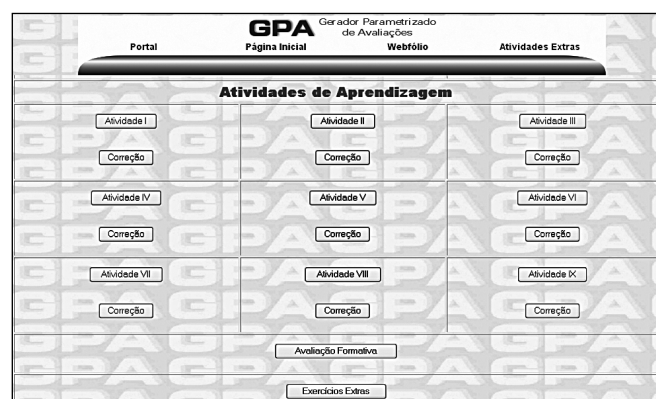 GPA Gerador Parametrizado
de Avaliações
Portal Página Inicial Webfólio Atividades Extras
Atividades de Aprendizagem
Atividade I Atividade II Atividade III
Correção Correção Correção
Atividade IV Atividade V Atividade VI
Correção Correção Correção
Atividade VII Atividade VIII Atividade IX
Correção Correção Correção
Avaliação Formativa
Exercícios Extras